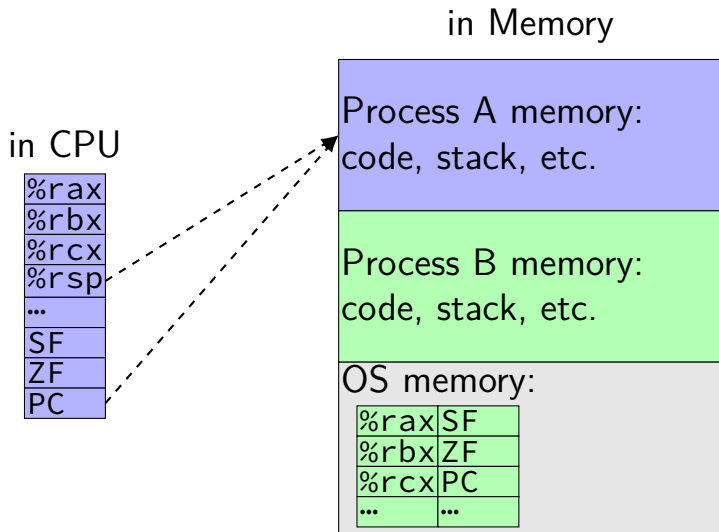 in Memory
Process A memory:
code, stack, etc.
in CPU
%rax
%rbx
%rcx
%rsp
...
SF
ZF
PC
Process B memory:
code, stack, etc.
OS memory:
%rax SF
%rbx ZF
%rcx PC
... ...